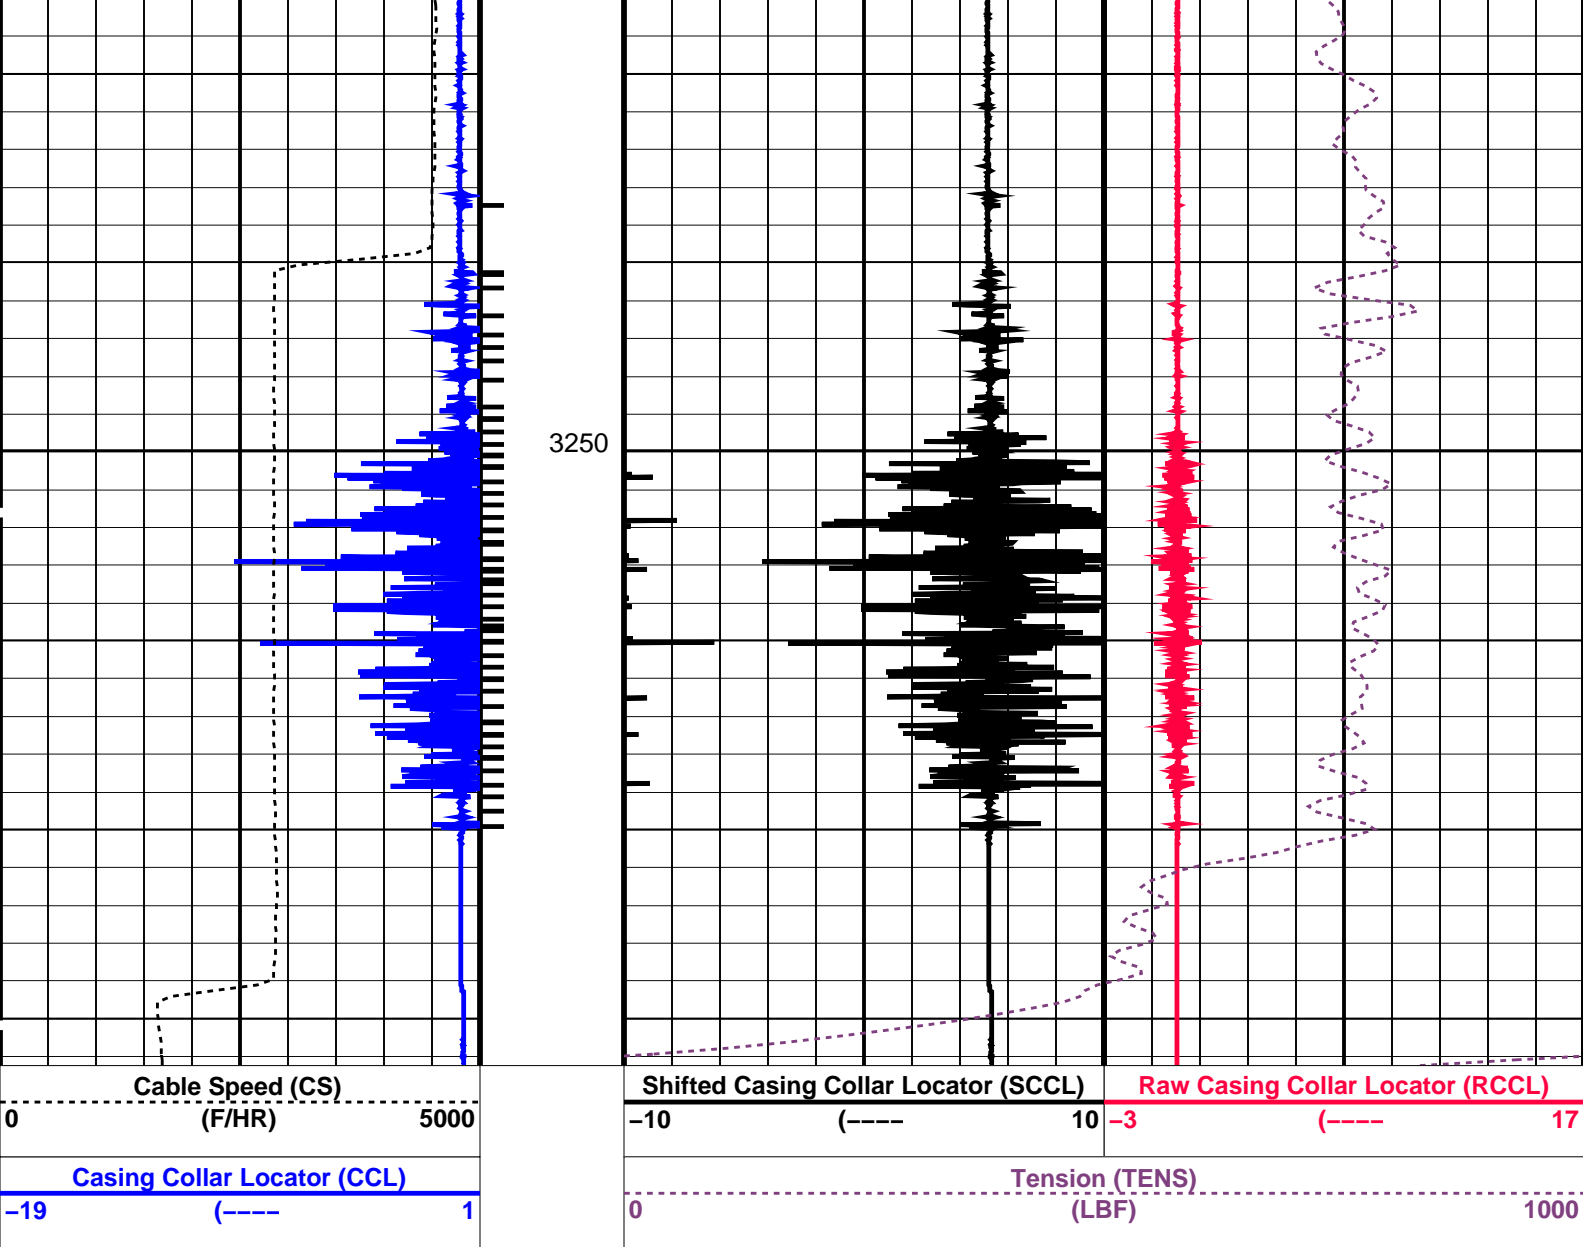 3250
Cable Speed (CS)
(F/HR)
0 5000
Shifted Casing Collar Locator (SCCL)
−10 (−−−− 10
Raw Casing Collar Locator (RCCL)
−3 (−−−− 17
Casing Collar Locator (CCL)
−19 (−−−− 1
Tension (TENS)
(LBF)
0 1000